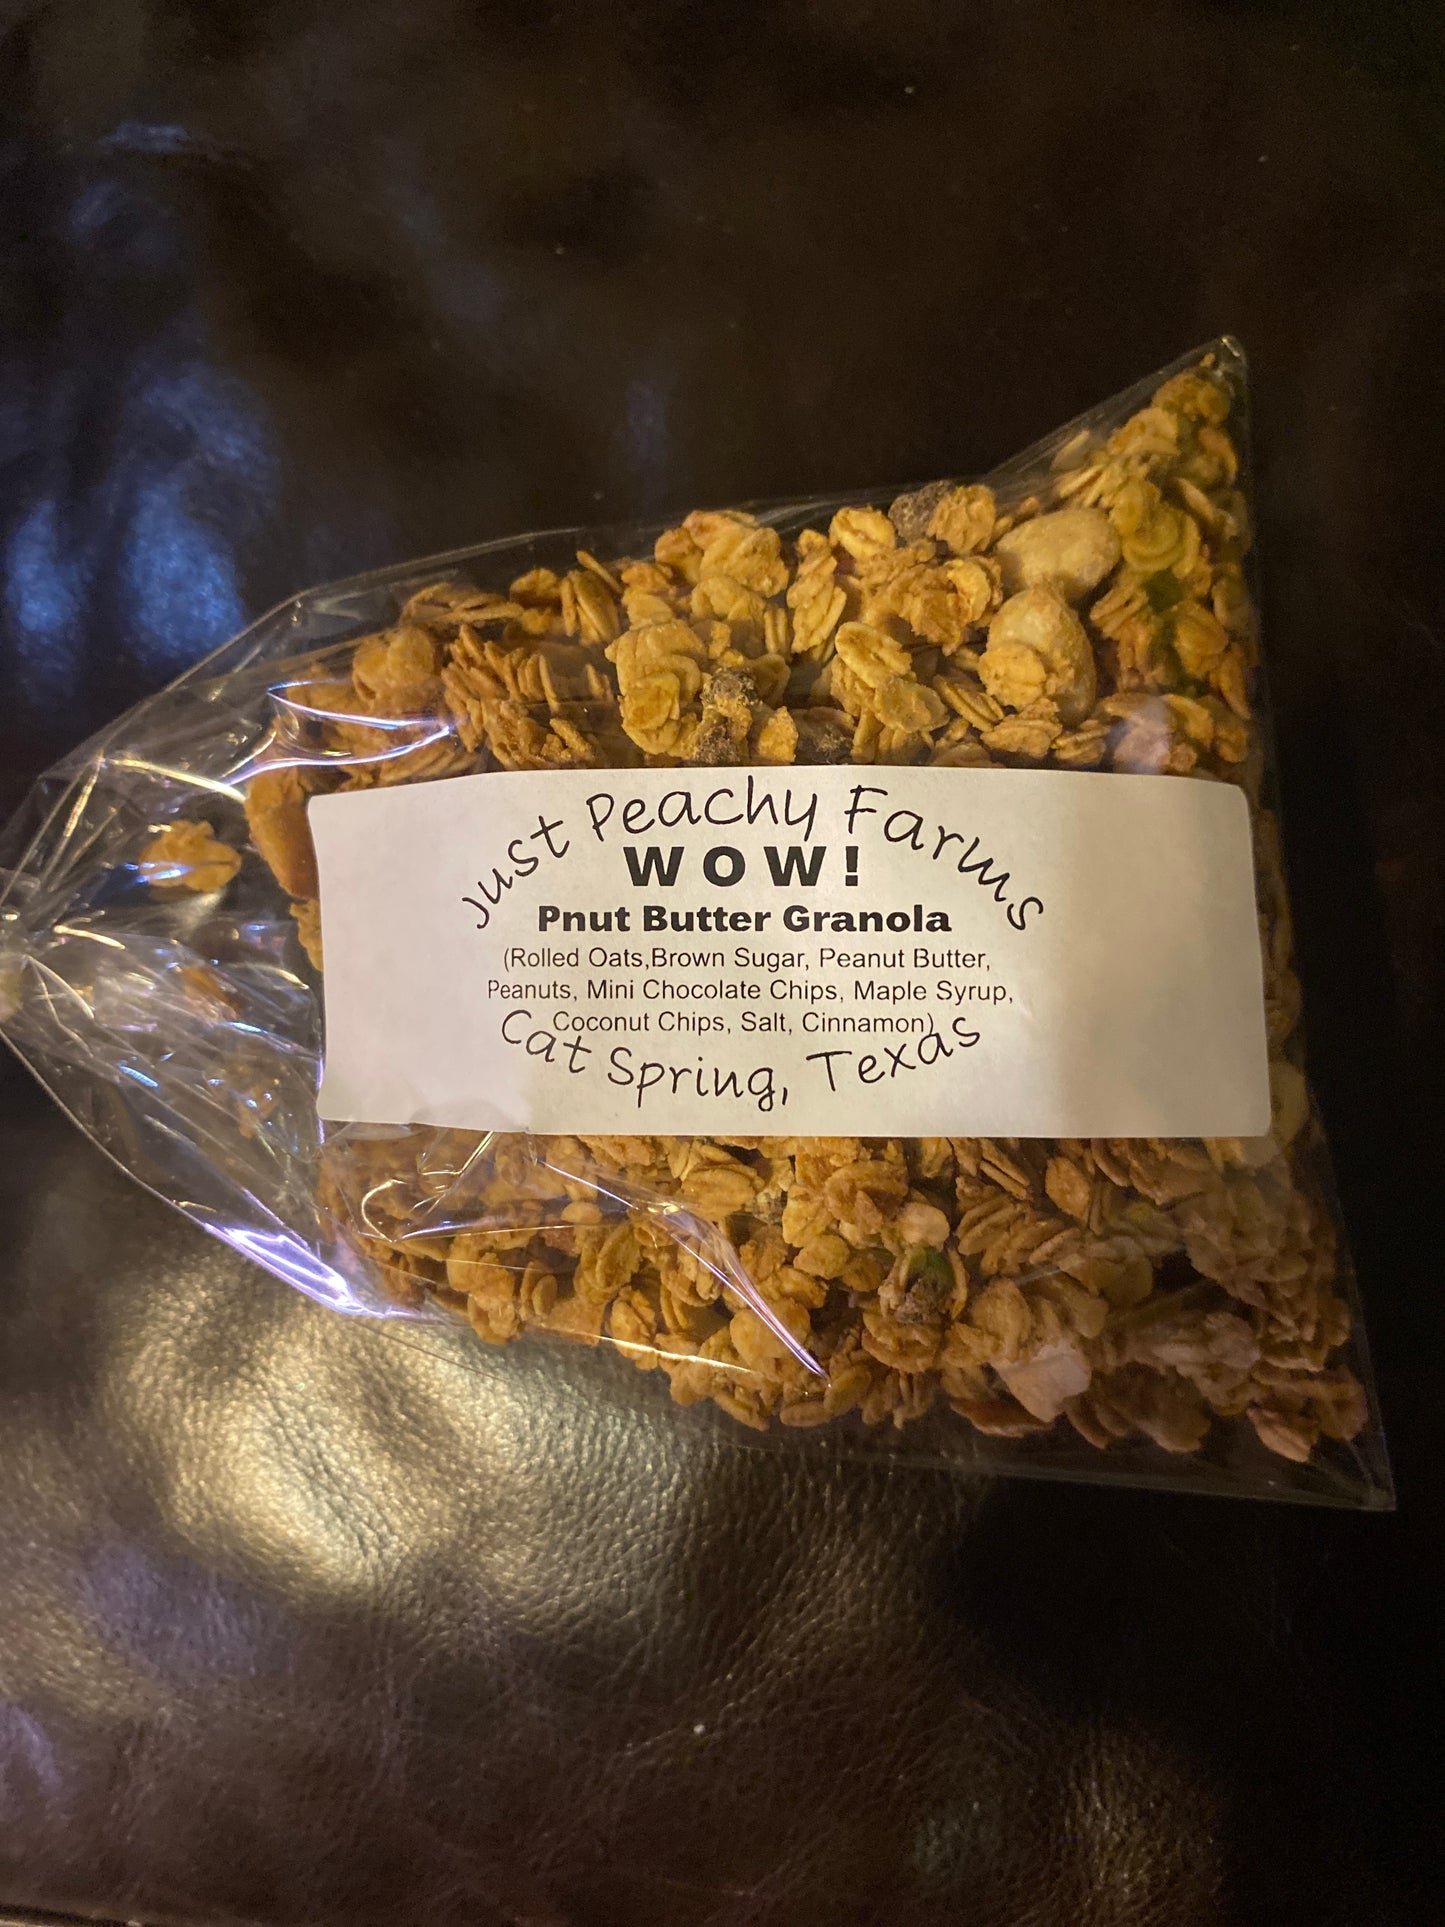 Just Peachy Farms
WOW!
Pnut Butter Granola
(Rolled Oats,Brown Sugar, Peanut Butter,
Peanuts, Mini Chocolate Chips, Maple Syrup,
Coconut Chips, Salt, Cinnamon)
Cat Spring, Texas